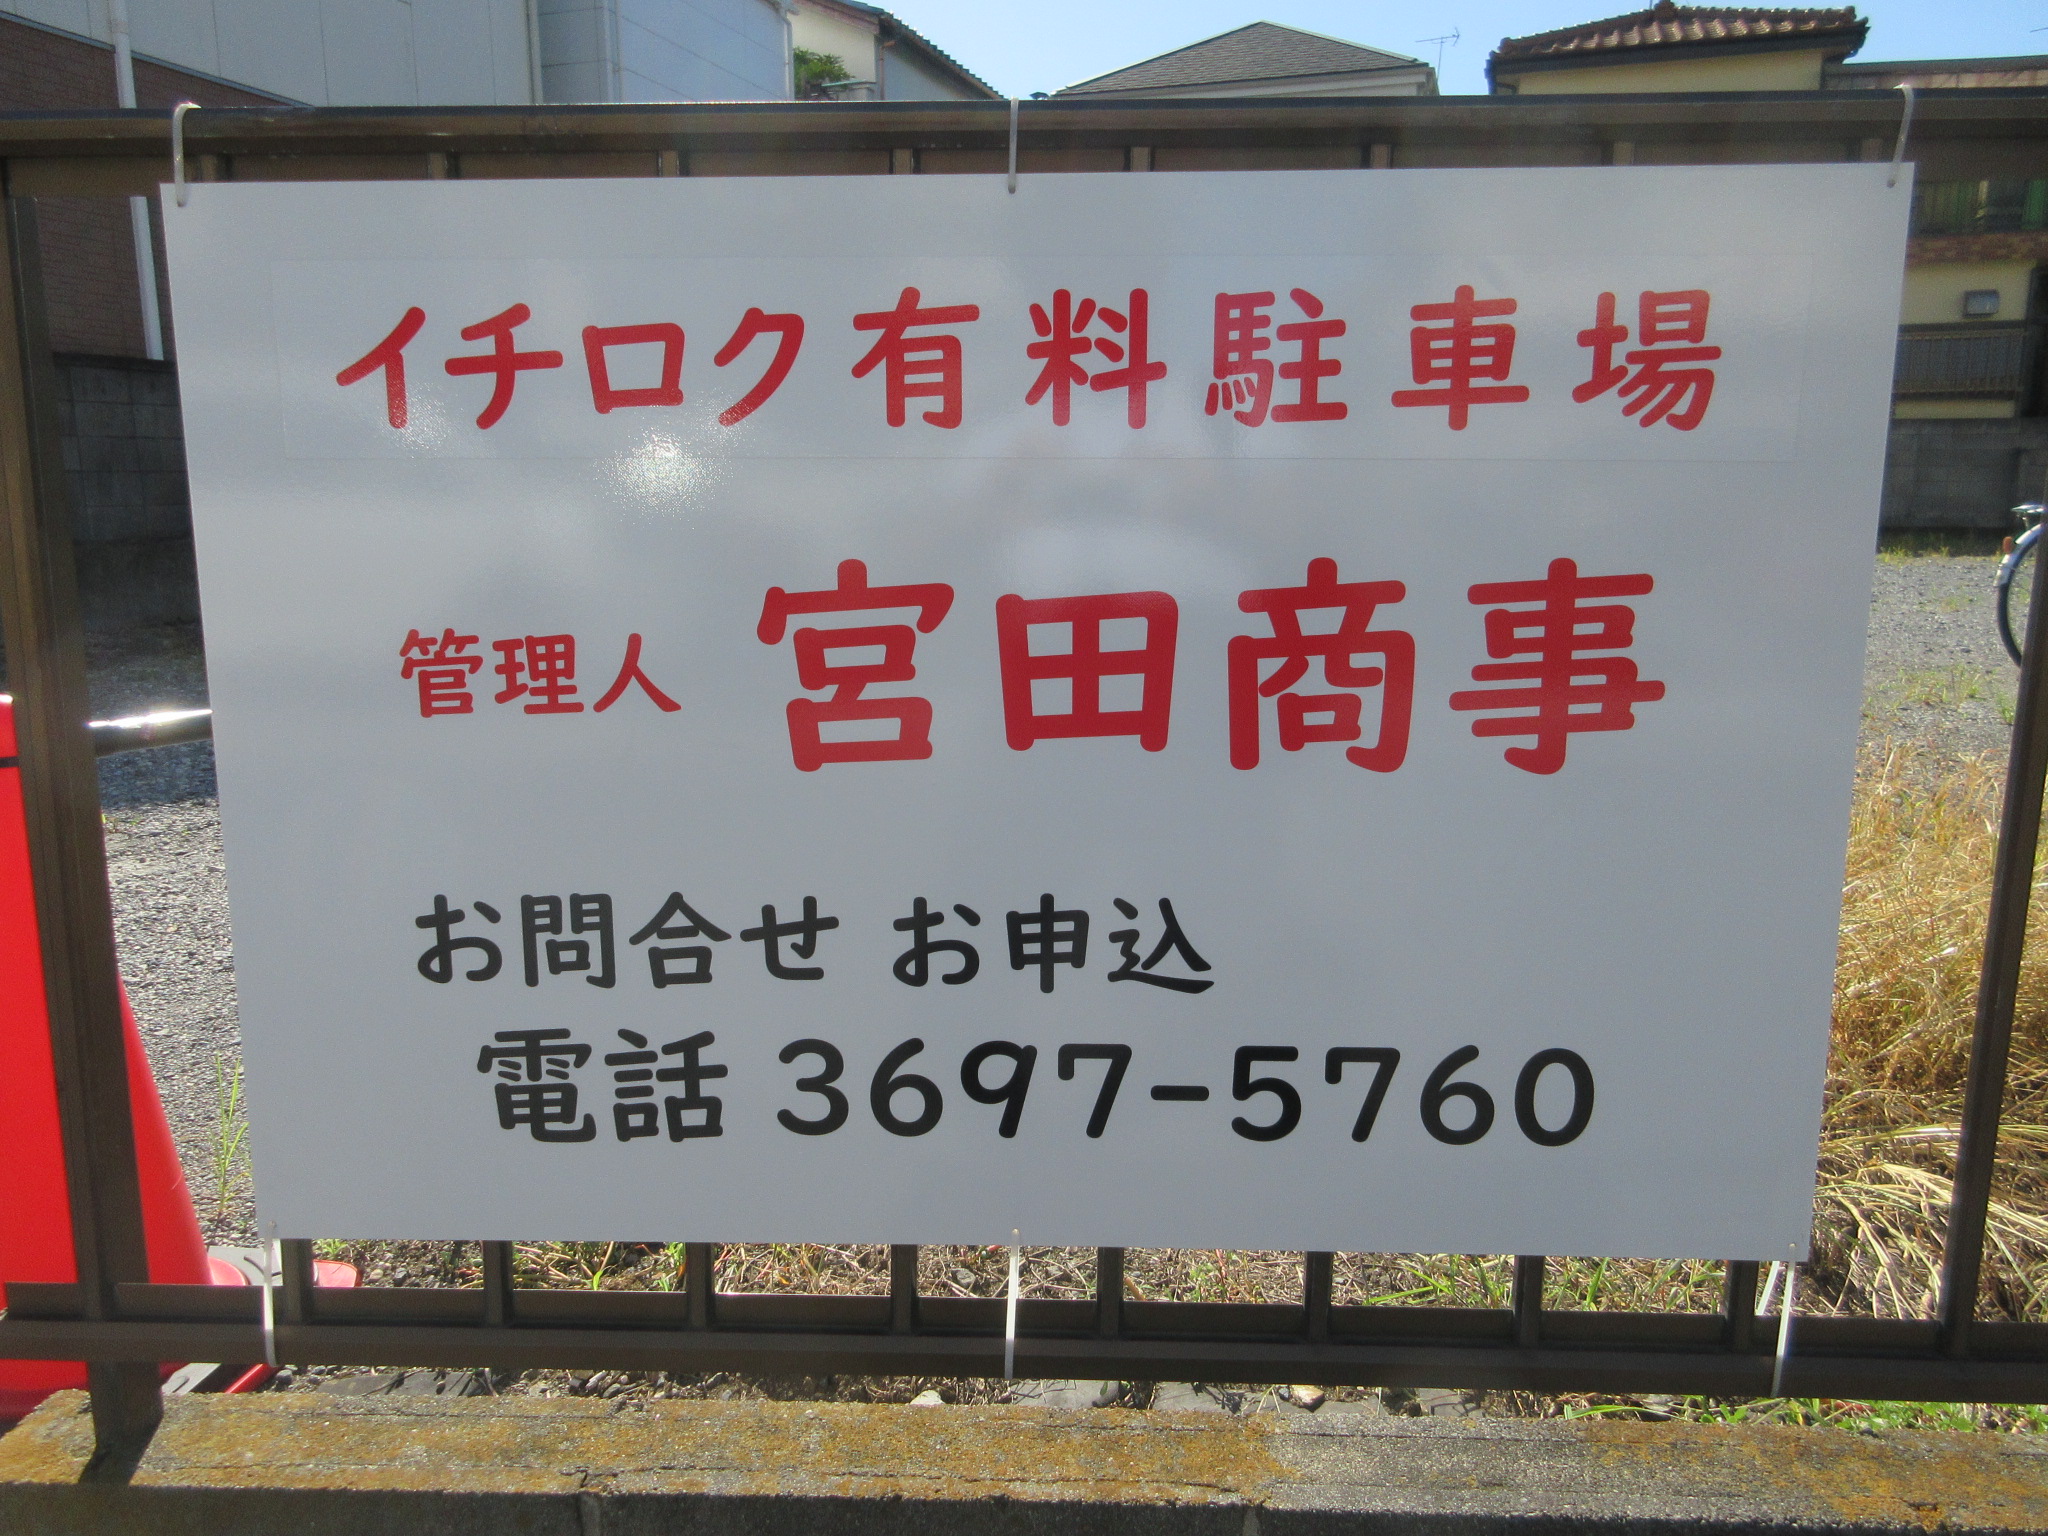 イチロク有料駐車場
管理人 宮田商事
お問合せ お申込
電話 3697-5760